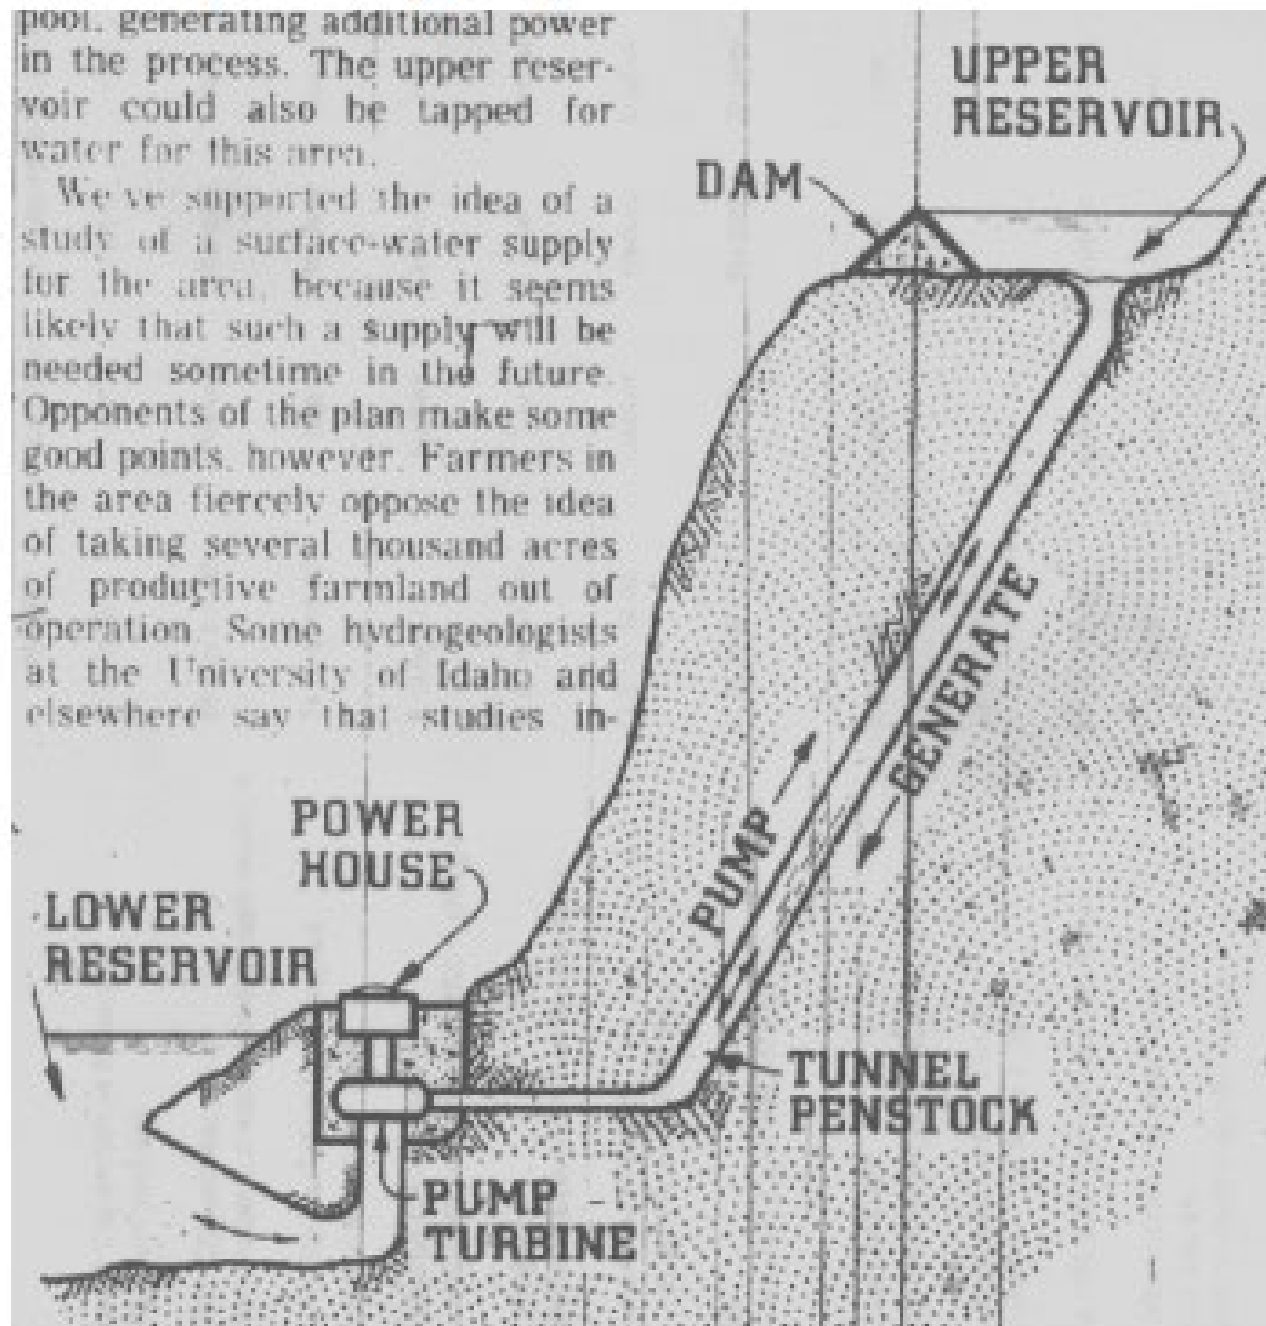 pool, generating additional power
in the process. The upper reser-
voir could also be tapped for
water for this area.
We've supported the idea of a
study of a surface-water supply
for the area, because it seems
likely that such a supply will be
needed sometime in the future.
Opponents of the plan make some
good points, however. Farmers in
the area fiercely oppose the idea
of taking several thousand acres
of productive farmland out of
operation. Some hydrogeologists
at the University of Idaho and
elsewhere say that studies in-
UPPER
RESERVOIR
DAM
GENERATE
PUMP
POWER
HOUSE
LOWER
RESERVOIR
TUNNEL
PENSTOCK
PUMP
TURBINE